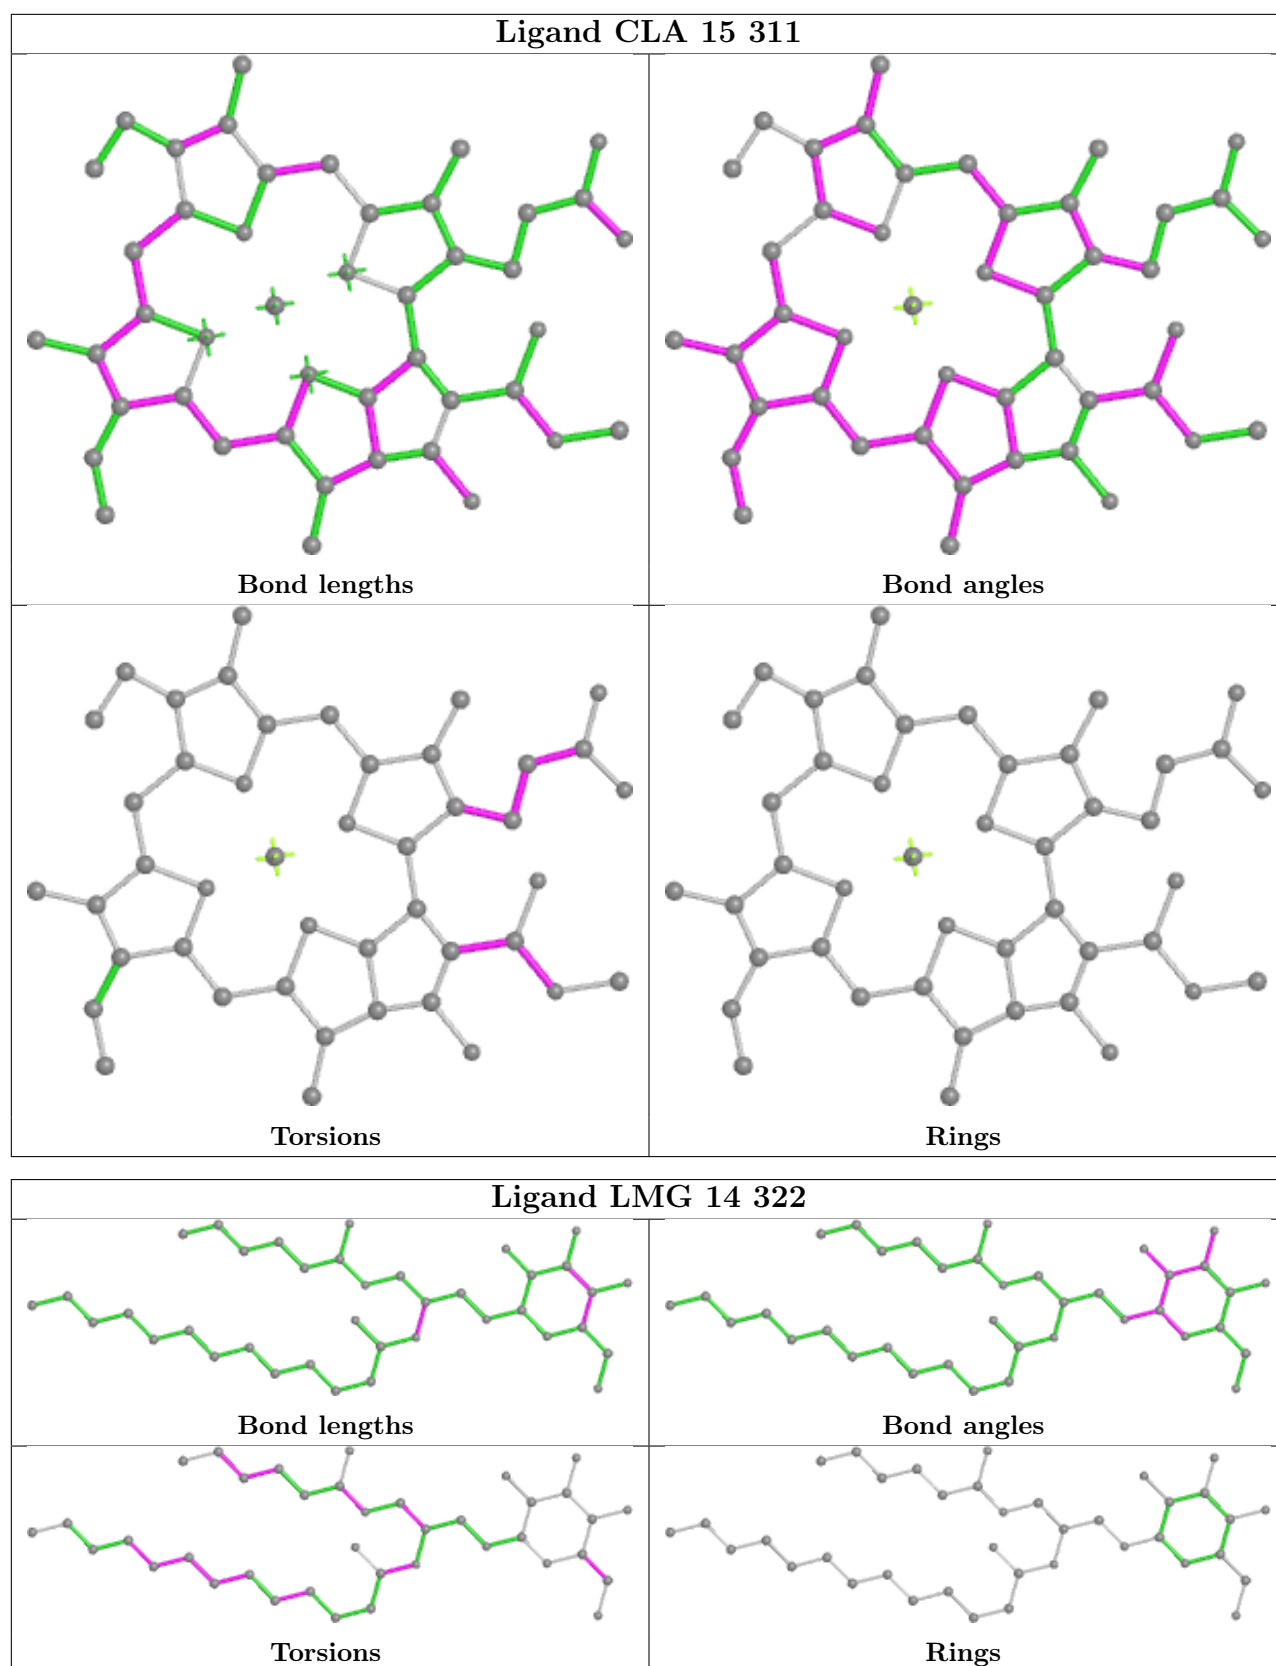 Ligand CLA 15 311
Bond lengths
Bond angles
Torsions
Rings
Ligand LMG 14 322
Bond lengths
Bond angles
Torsions
Rings